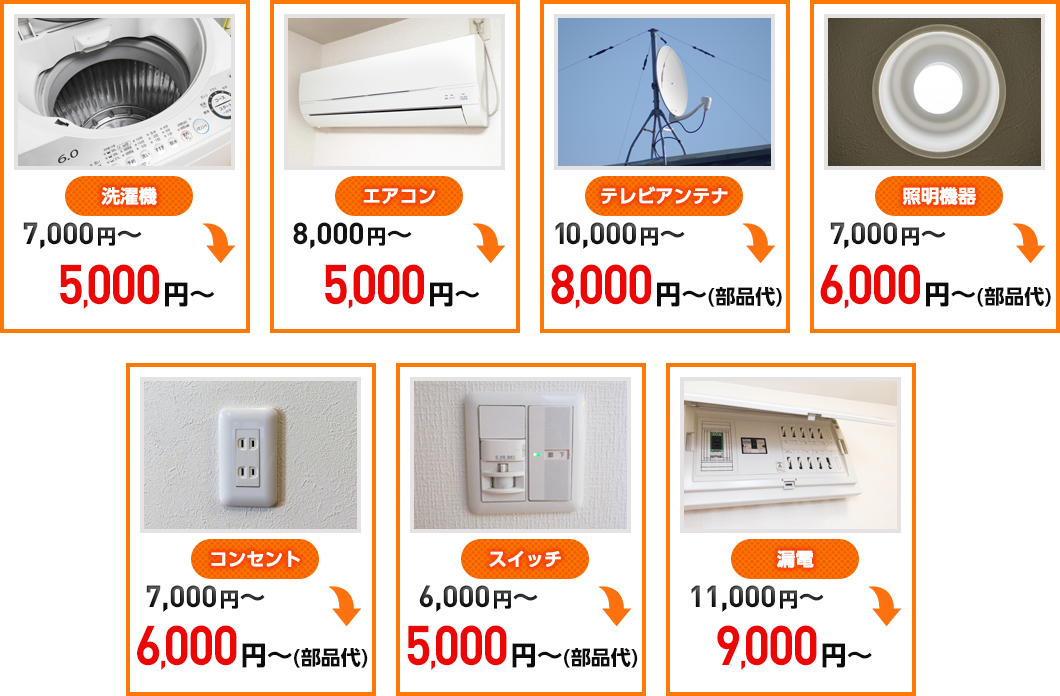 6.0
洗濯機
7,000円～
5,000円～
エアコン
8,000円～
5,000円～
テレビアンテナ
10,000円～
8,000円～(部品代)
照明機器
7,000円～
6,000円～(部品代)
コンセント
7,000円～
6,000円～(部品代)
スイッチ
6,000円～
5,000円～(部品代)
漏電
11,000円～
9,000円～